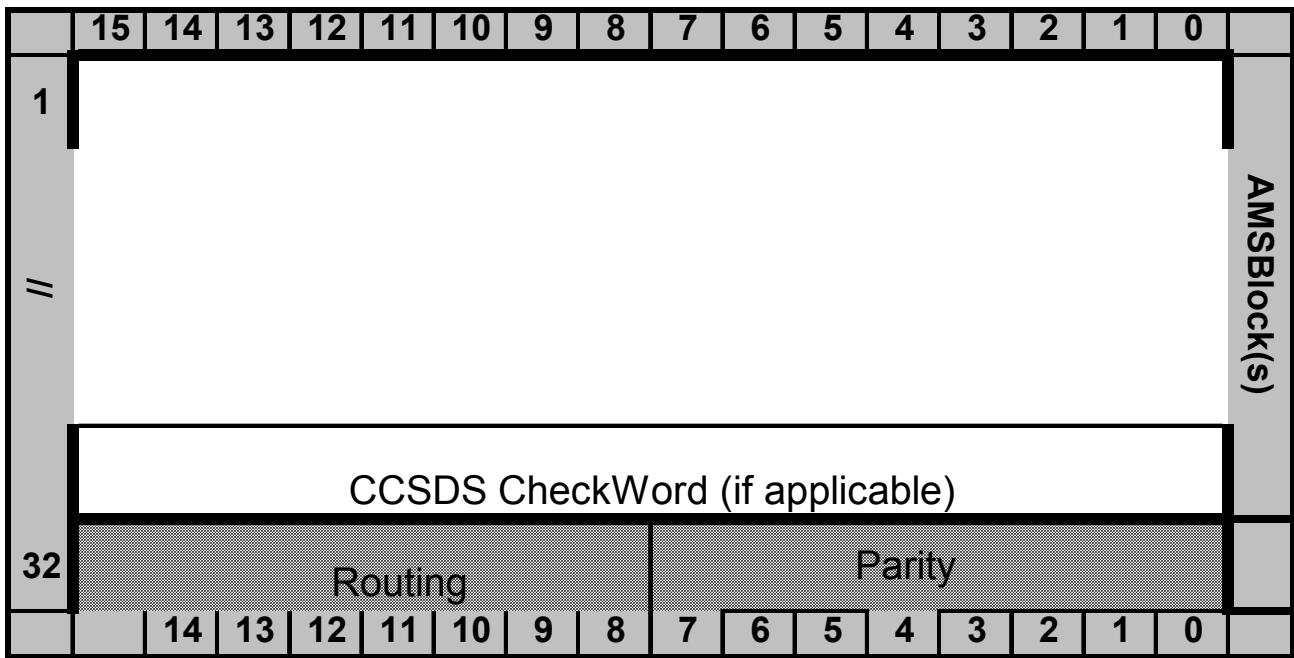 15 14 13 12 11 10 9 8 7 6 5 4 3 2 1 0
1
//
AMSBlock(s)
CCSDS CheckWord (if applicable)
32 Routing Parity
14 13 12 11 10 9 8 7 6 5 4 3 2 1 0